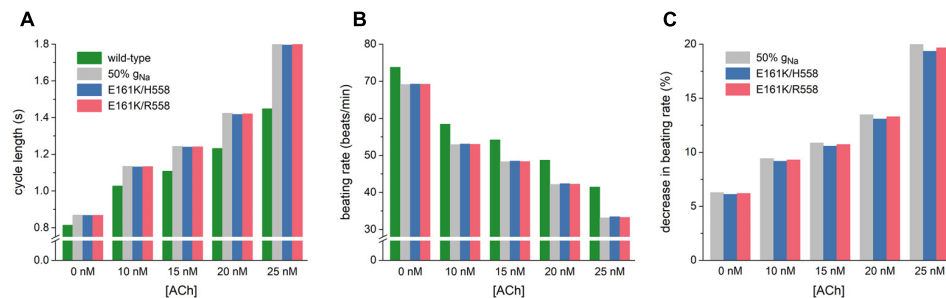 A
cycle length (s)
1.8
1.6
1.4
1.2
1.0
0.8
0.0
wild-type
50% gNa
E161K/H558
E161K/R558
0 nM 10 nM 15 nM 20 nM 25 nM
[ACh]
B
beating rate (beats/min)
80
70
60
50
40
30
0
0 nM 10 nM 15 nM 20 nM 25 nM
[ACh]
C
decrease in beating rate (%)
20
15
10
5
0
50% gNa
E161K/H558
E161K/R558
0 nM 10 nM 15 nM 20 nM 25 nM
[ACh]